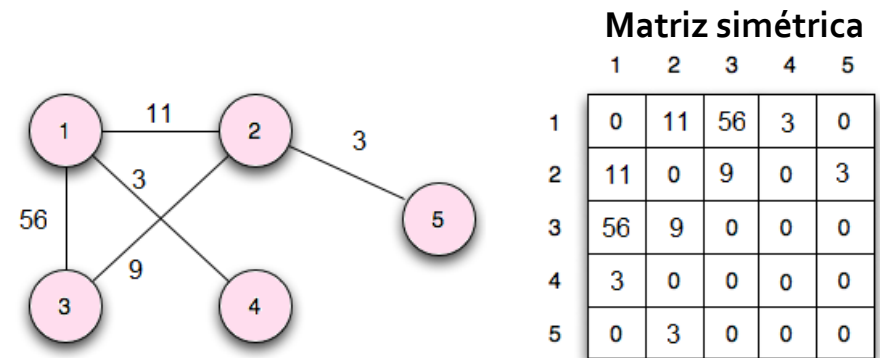 Matriz simétrica
1 2 3 4 5
1 0 11 56 3 0
2 11 0 9 0 3
3 56 9 0 0 0
4 3 0 0 0 0
5 0 3 0 0 0
1 11 2
3
3
56
5
9
3 4